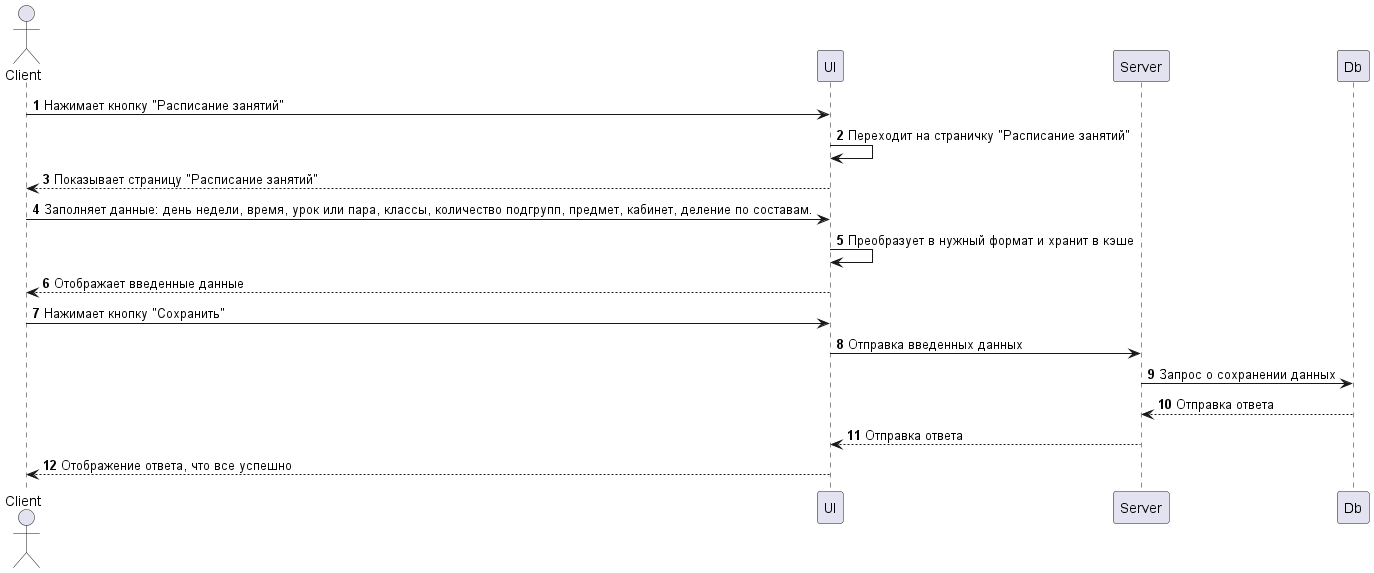 Client
UI
Server
Db
1 Нажимает кнопку "Расписание занятий"
2 Переходит на страничку "Расписание занятий"
3 Показывает страницу "Расписание занятий"
4 Заполняет данные: день недели, время, урок или пара, классы, количество подгрупп, предмет, кабинет, деление по составам.
5 Преобразует в нужный формат и хранит в кэше
6 Отображает введенные данные
7 Нажимает кнопку "Сохранить"
8 Отправка введенных данных
9 Запрос о сохранении данных
10 Отправка ответа
11 Отправка ответа
12 Отображение ответа, что все успешно
Client
UI
Server
Db